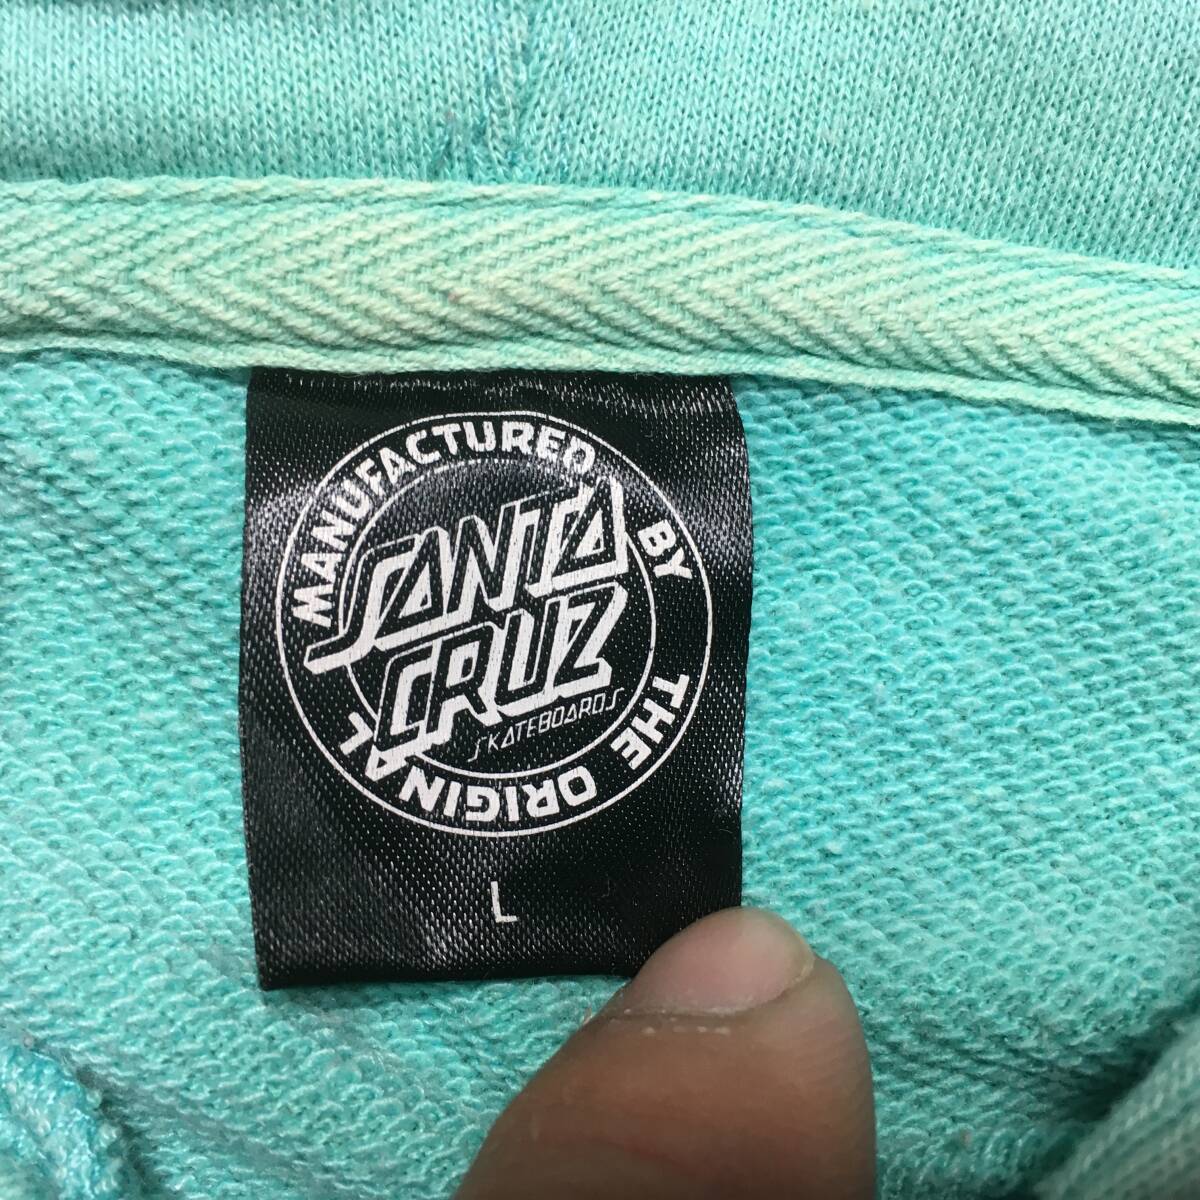 MANUFACTURED BY
SANTA
CRUZ
SKATEBOARDS
THE ORIGINAL
L